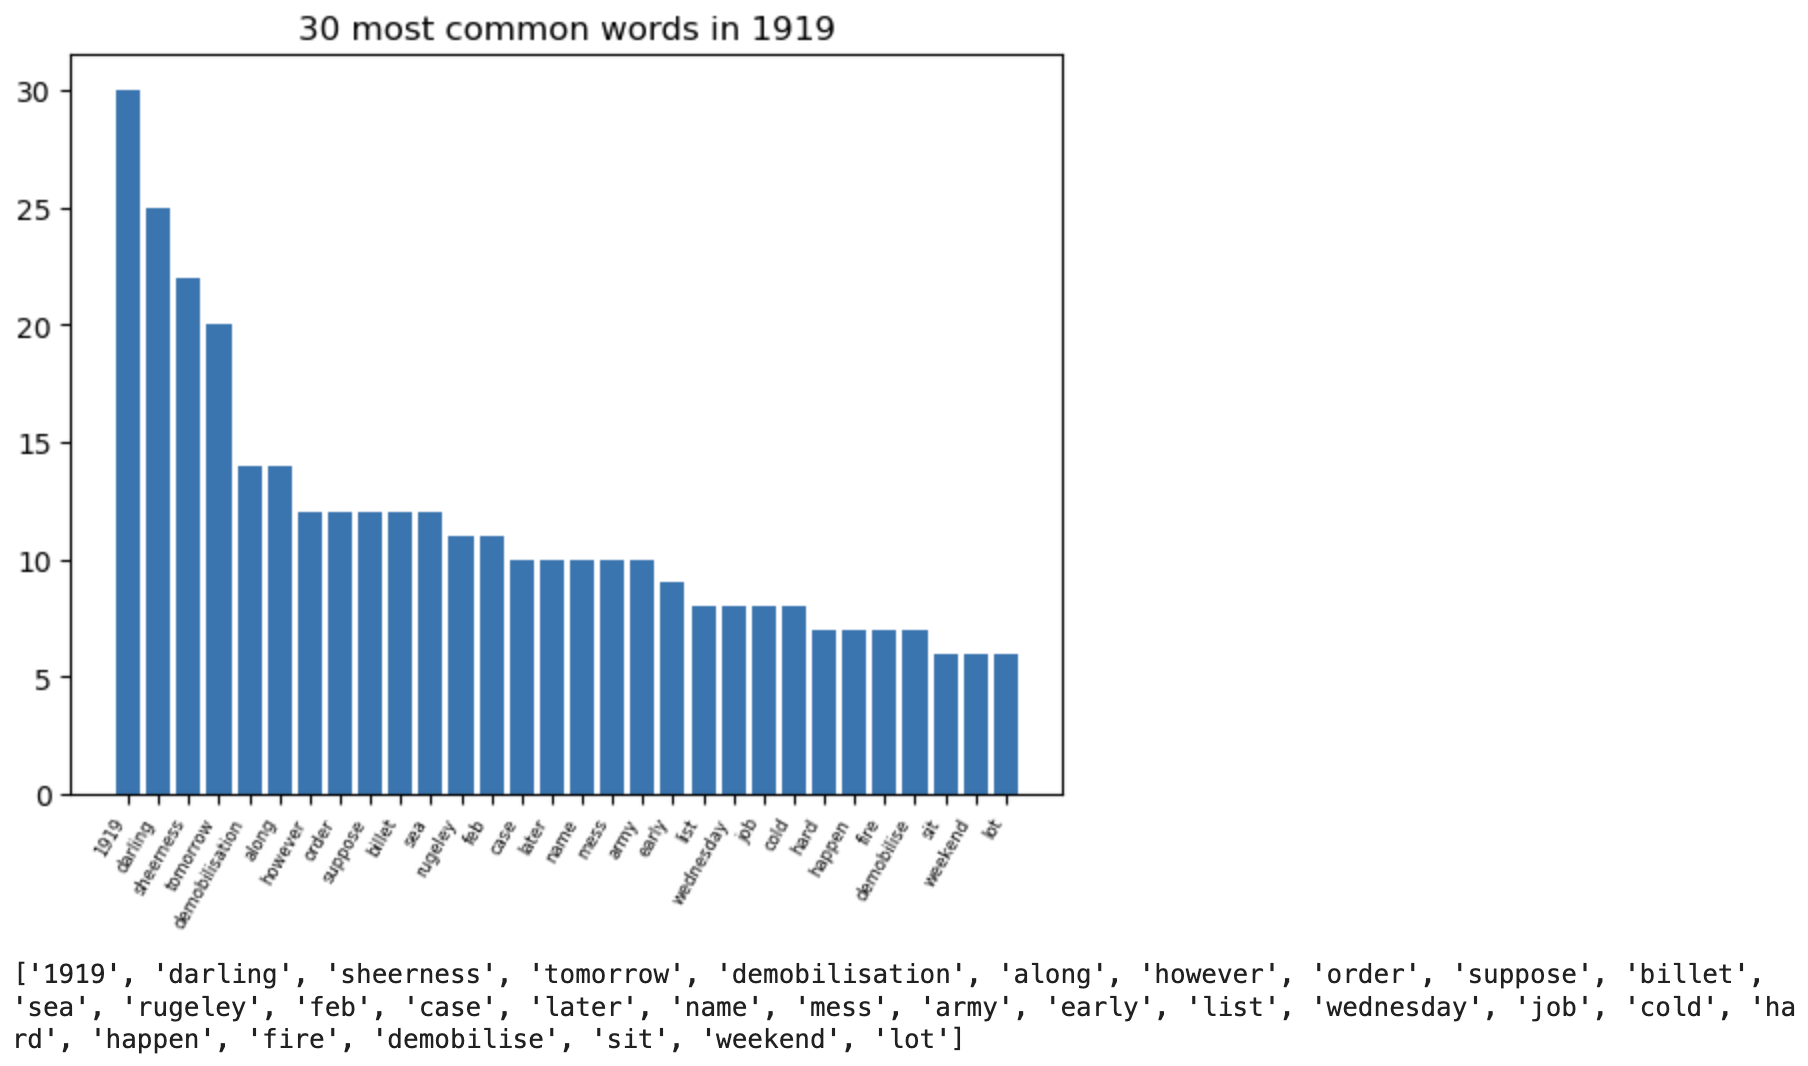 30 most common words in 1919
30
25
20
15
10
5
0
1919 darling sheerness tomorrow demobilisation along however order suppose billet sea rugeley feb case later name mess army early list wednesday job cold hard happen fire demobilise sit weekend lot
['1919', 'darling', 'sheerness', 'tomorrow', 'demobilisation', 'along', 'however', 'order', 'suppose', 'billet',
'sea', 'rugeley', 'feb', 'case', 'later', 'name', 'mess', 'army', 'early', 'list', 'wednesday', 'job', 'cold', 'ha
rd', 'happen', 'fire', 'demobilise', 'sit', 'weekend', 'lot']